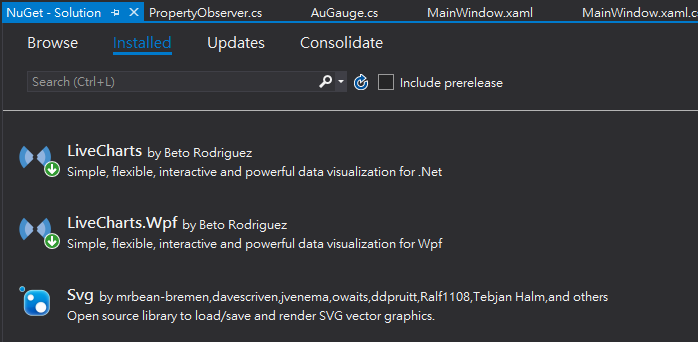 NuGet - Solution PropertyObserver.cs AuGauge.cs MainWindow.xaml MainWindow.xaml.c
Browse Installed Updates Consolidate
Search (Ctrl+L) Include prerelease
LiveCharts by Beto Rodriguez
Simple, flexible, interactive and powerful data visualization for .Net
LiveCharts.Wpf by Beto Rodriguez
Simple, flexible, interactive and powerful data visualization for Wpf
Svg by mrbean-bremen,davescriven,jvenema,owaits,ddpruitt,Ralf1108,Tebjan Halm,and others
Open source library to load/save and render SVG vector graphics.